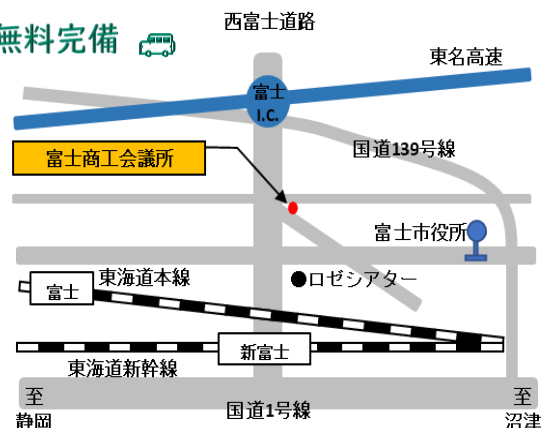 無料完備
西富士道路
東名高速
富士
I.C.
国道139号線
富士商工会議所
富士市役所
東海道本線
●ロゼシアター
富士
新富士
東海道新幹線
至
静岡
国道1号線
至
沼津